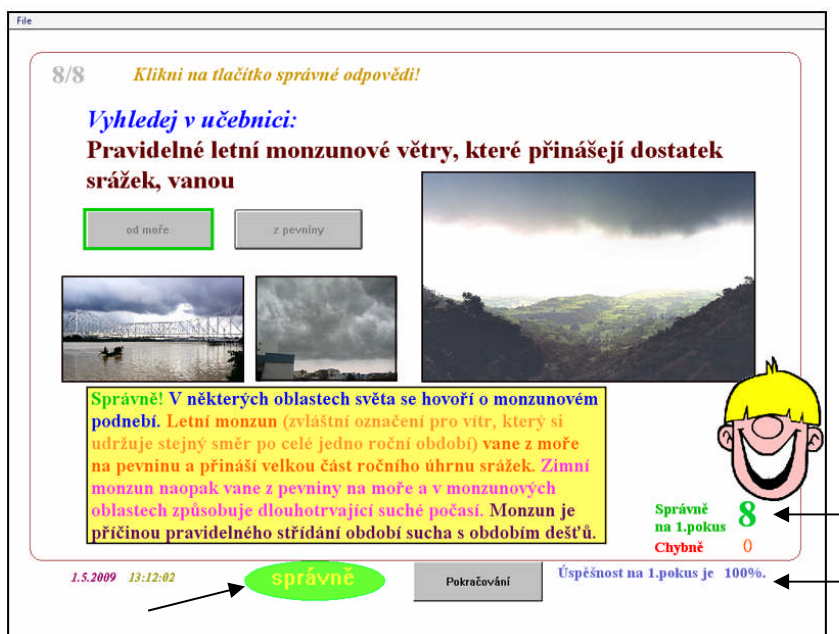 File
8/8 Klikni na tlačítko správné odpovědi!
Vyhledej v učebnici:
Pravidelné letní monzunové větry, které přinášejí dostatek
srážek, vanou
od moře z pevniny
Správně! V některých oblastech světa se hovoří o monzunovém
podnebí. Letní monzun (zvláštní označení pro vítr, který si
udržuje stejný směr po celé jedno roční období) vane z moře
na pevninu a přináší velkou část ročního úhrnu srážek. Zimní
monzun naopak vane z pevniny na moře a v monzunových
oblastech způsobuje dlouhotrvající suché počasí. Monzun je
příčinou pravidelného střídání období sucha s obdobím dešťů.
Správně
na 1.pokus 8
Chybně 0
1.5.2009 13:12:02 správně Pokračování Úspěšnost na 1.pokus je 100%.